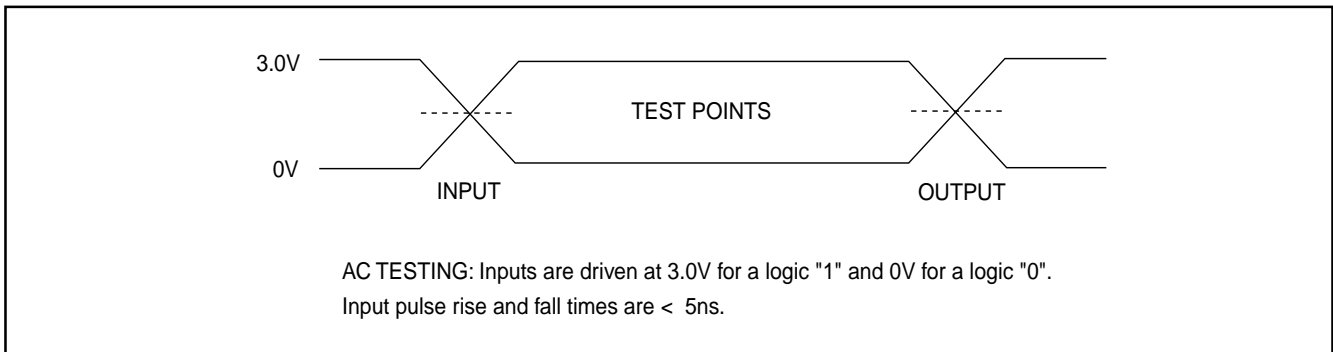 3.0V
TEST POINTS
0V
INPUT
OUTPUT
AC TESTING: Inputs are driven at 3.0V for a logic "1" and 0V for a logic "0".
Input pulse rise and fall times are < 5ns.